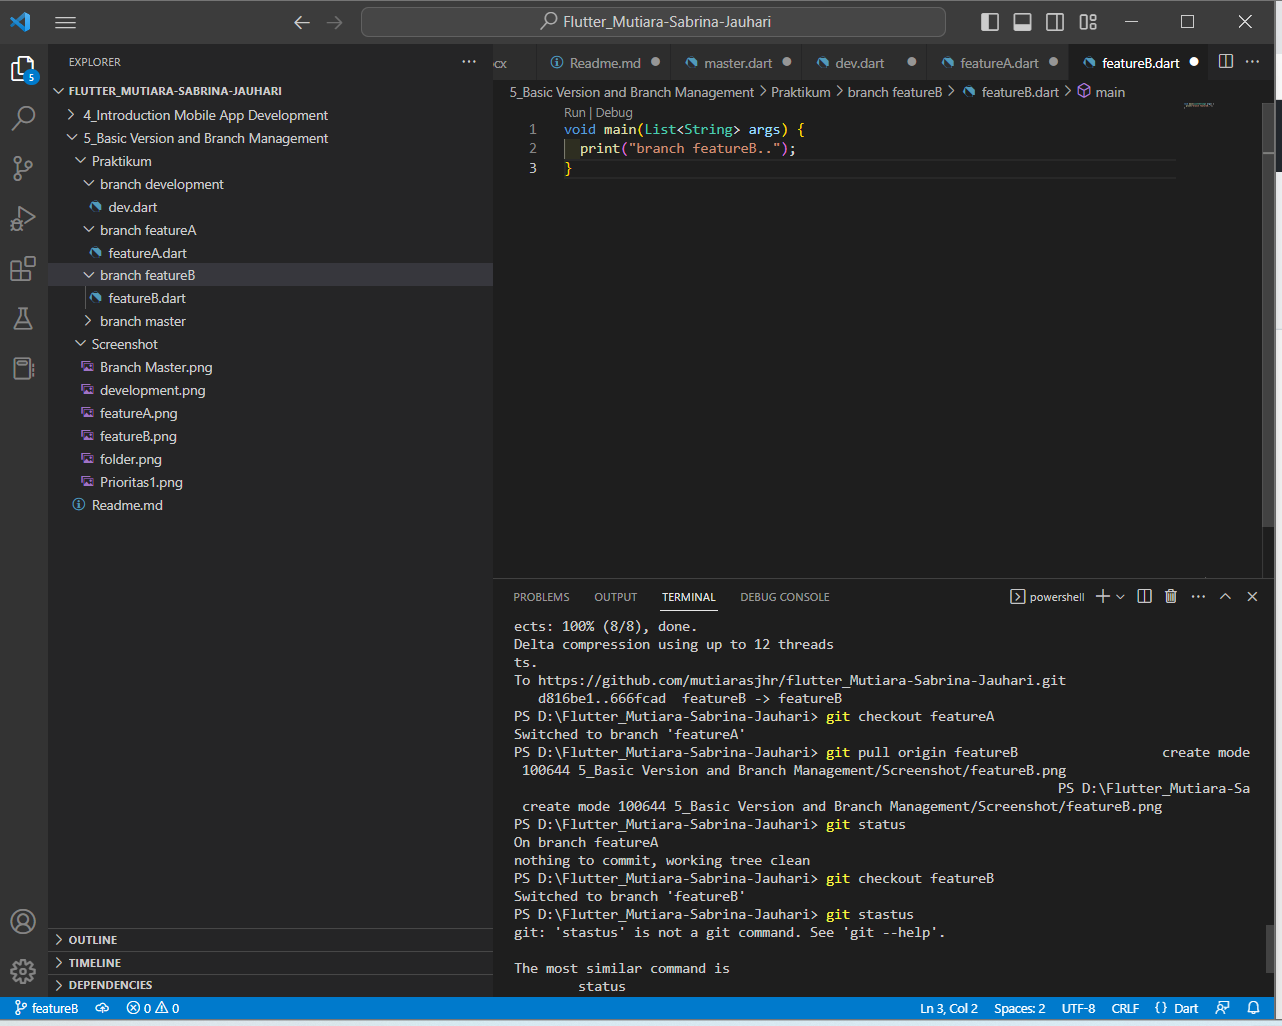 Flutter_Mutiara-Sabrina-Jauhari
EXPLORER
FLUTTER_MUTIARA-SABRINA-JAUHARI
4_Introduction Mobile App Development
5_Basic Version and Branch Management
Praktikum
branch development
dev.dart
branch featureA
featureA.dart
branch featureB
featureB.dart
branch master
Screenshot
Branch Master.png
development.png
featureA.png
featureB.png
folder.png
Prioritas1.png
Readme.md
OUTLINE
TIMELINE
DEPENDENCIES
5
cx Readme.md master.dart dev.dart featureA.dart featureB.dart
5_Basic Version and Branch Management > Praktikum > branch featureB > featureB.dart > main
Run | Debug
1 void main(List<String> args) {
2 print("branch featureB..");
3 }
PROBLEMS OUTPUT TERMINAL DEBUG CONSOLE powershell
ects: 100% (8/8), done.
Delta compression using up to 12 threads
ts.
To https://github.com/mutiarasjhr/flutter_Mutiara-Sabrina-Jauhari.git
d816be1..666fcad featureB -> featureB
PS D:\Flutter_Mutiara-Sabrina-Jauhari> git checkout featureA
Switched to branch 'featureA'
PS D:\Flutter_Mutiara-Sabrina-Jauhari> git pull origin featureB create mode
100644 5_Basic Version and Branch Management/Screenshot/featureB.png
PS D:\Flutter_Mutiara-Sa
create mode 100644 5_Basic Version and Branch Management/Screenshot/featureB.png
PS D:\Flutter_Mutiara-Sabrina-Jauhari> git status
On branch featureA
nothing to commit, working tree clean
PS D:\Flutter_Mutiara-Sabrina-Jauhari> git checkout featureB
Switched to branch 'featureB'
PS D:\Flutter_Mutiara-Sabrina-Jauhari> git stastus
git: 'stastus' is not a git command. See 'git --help'.
The most similar command is
status
featureB 0 0 Ln 3, Col 2 Spaces: 2 UTF-8 CRLF {} Dart